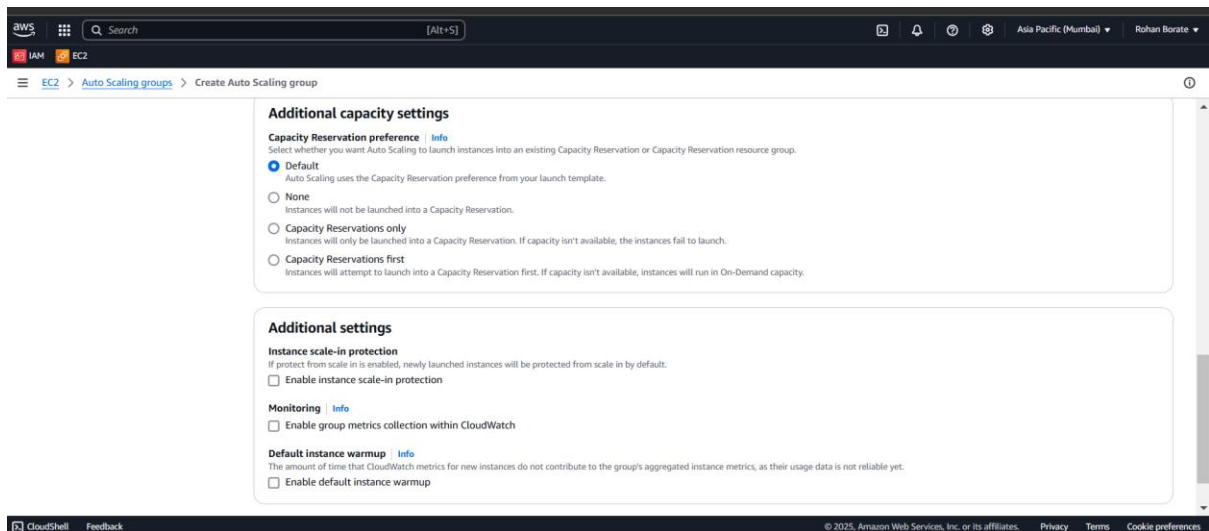 aws
Search [Alt+S]
Asia Pacific (Mumbai) ▼ Rohan Borate ▼
IAM EC2
EC2 > Auto Scaling groups > Create Auto Scaling group
Additional capacity settings
Capacity Reservation preference | Info
Select whether you want Auto Scaling to launch instances into an existing Capacity Reservation or Capacity Reservation resource group.
Default
Auto Scaling uses the Capacity Reservation preference from your launch template.
None
Instances will not be launched into a Capacity Reservation.
Capacity Reservations only
Instances will only be launched into a Capacity Reservation. If capacity isn't available, the instances fail to launch.
Capacity Reservations first
Instances will attempt to launch into a Capacity Reservation first. If capacity isn't available, instances will run in On-Demand capacity.
Additional settings
Instance scale-in protection
If protect from scale in is enabled, newly launched instances will be protected from scale in by default.
Enable instance scale-in protection
Monitoring | Info
Enable group metrics collection within CloudWatch
Default instance warmup | Info
The amount of time that CloudWatch metrics for new instances do not contribute to the group's aggregated instance metrics, as their usage data is not reliable yet.
Enable default instance warmup
CloudShell Feedback © 2025, Amazon Web Services, Inc. or its affiliates. Privacy Terms Cookie preferences